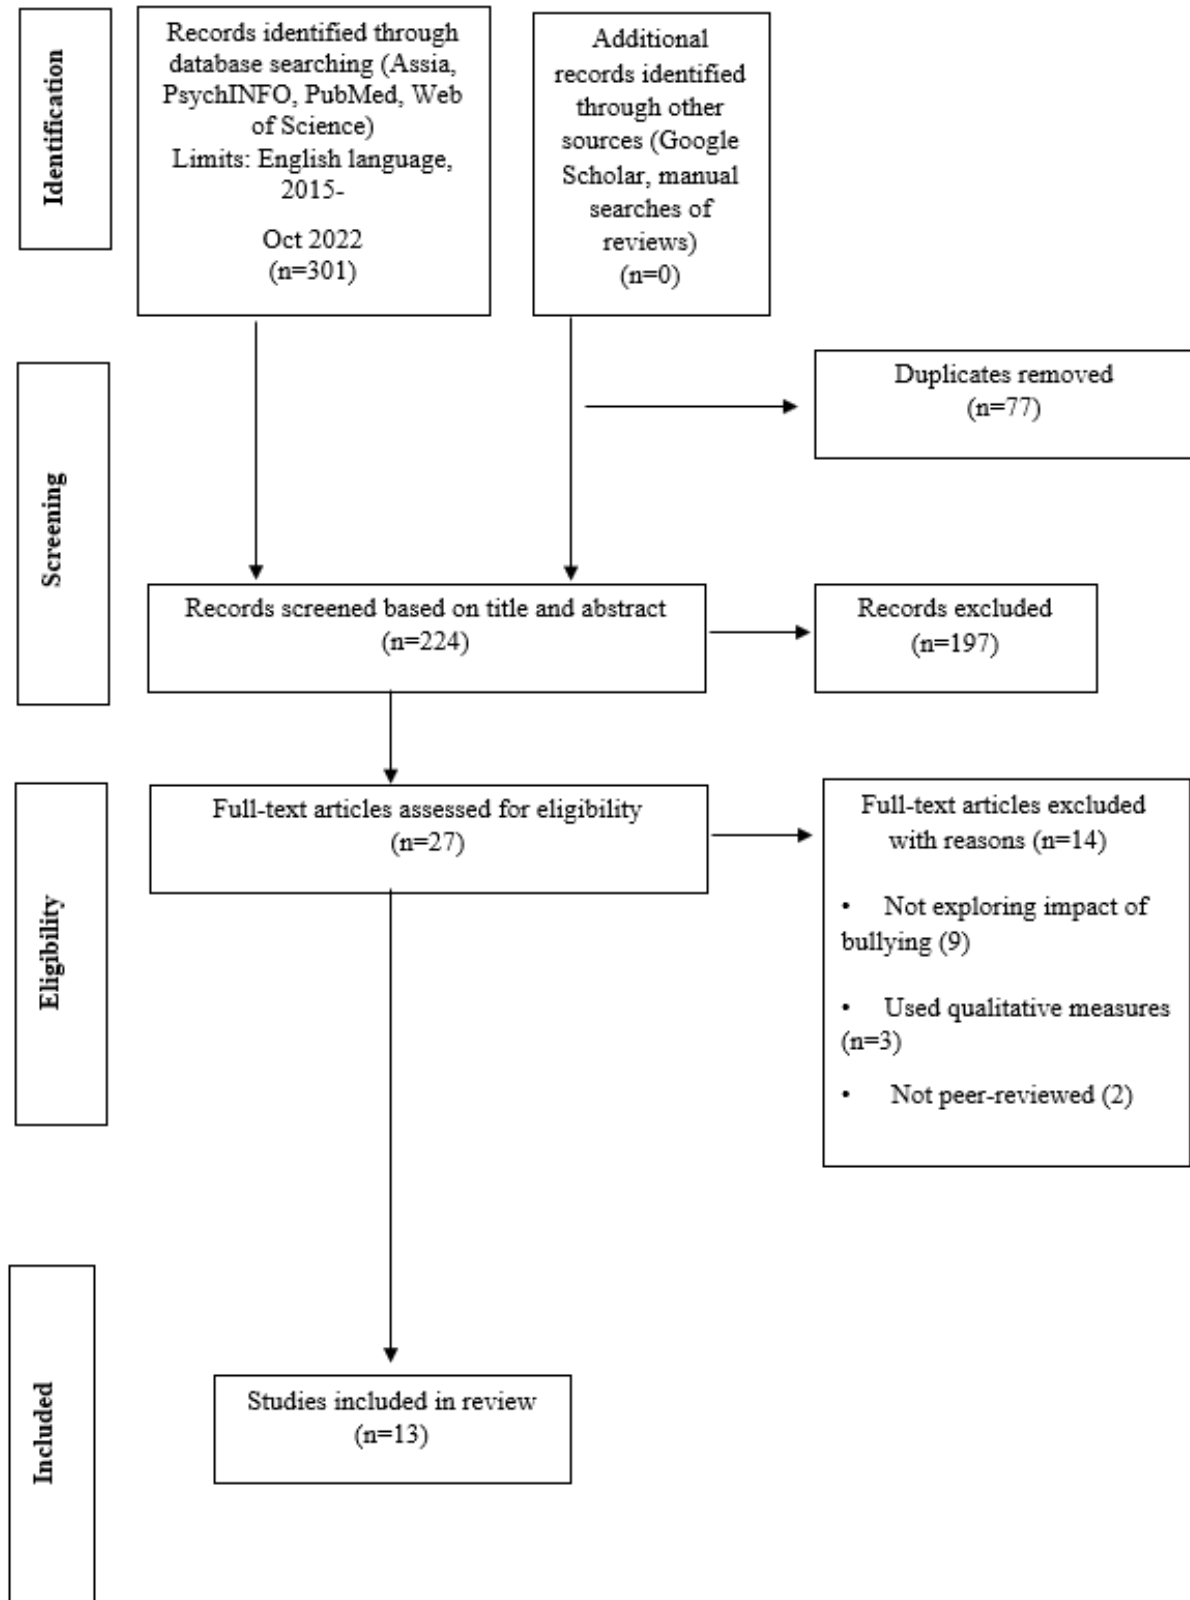 Identification
Records identified through
database searching (Assia,
PsychINFO, PubMed, Web
of Science)
Limits: English language,
2015-
Oct 2022
(n=301)
Additional
records identified
through other
sources (Google
Scholar, manual
searches of
reviews)
(n=0)
Screening
Duplicates removed
(n=77)
Records screened based on title and abstract
(n=224)
Records excluded
(n=197)
Eligibility
Full-text articles assessed for eligibility
(n=27)
Full-text articles excluded
with reasons (n=14)
• Not exploring impact of
bullying (9)
• Used qualitative measures
(n=3)
• Not peer-reviewed (2)
Included
Studies included in review
(n=13)